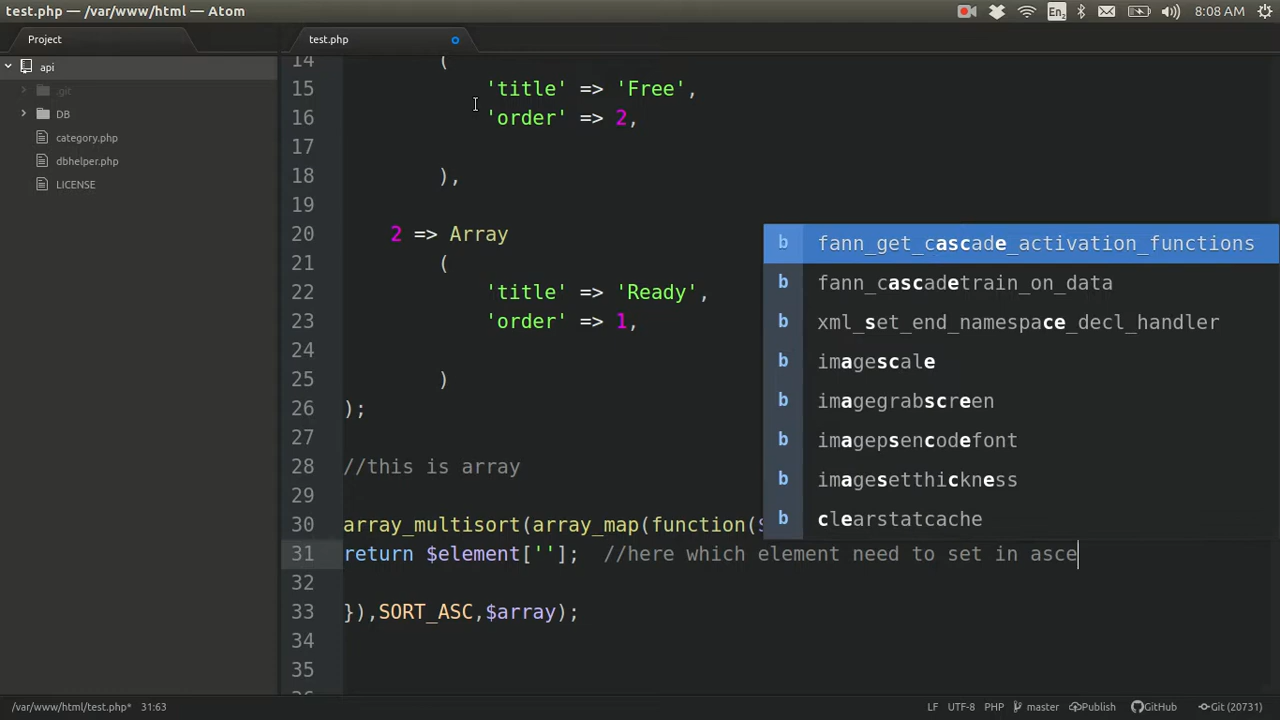 test.php — /var/www/html — Atom
En2
8:08 AM
Project
test.php
api
.git
DB
category.php
dbhelper.php
LICENSE
14 (
15 'title' => 'Free',
16 'order' => 2,
17
18 ),
19
20 2 => Array
21 (
22 'title' => 'Ready',
23 'order' => 1,
24
25 )
26 );
27
28 //this is array
29
30 array_multisort(array_map(function($
31 return $element['']; //here which element need to set in asce
32
33 }),SORT_ASC,$array);
34
35
fann_get_cascade_activation_functions
b fann_cascadetrain_on_data
b xml_set_end_namespace_decl_handler
b imagescale
b imagegrabscreen
b imagepsencodefont
b imagesetthickness
b clearstatcache
/var/www/html/test.php* 31:63
LF UTF-8 PHP master Publish GitHub Git (20731)